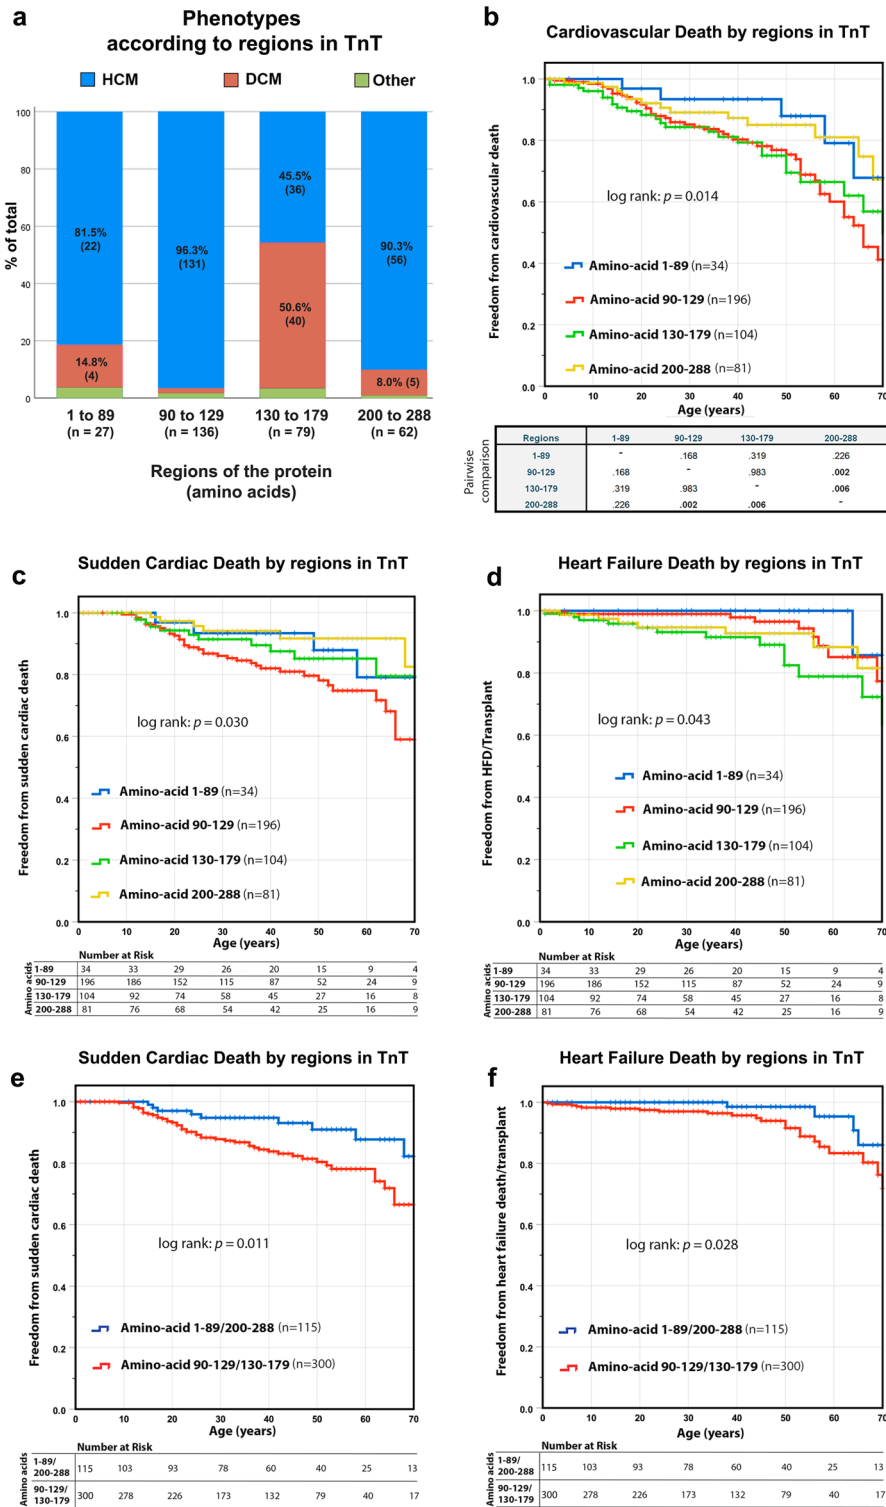 a
Phenotypes
according to regions in TnT
HCM DCM Other
% of total
100
80
60
40
20
0
81.5%
(22)
14.8%
(4)
96.3%
(131)
45.5%
(36)
50.6%
(40)
90.3%
(56)
8.0% (5)
1 to 89 90 to 129 130 to 179 200 to 288
(n = 27) (n = 136) (n = 79) (n = 62)
Regions of the protein
(amino acids)
b
Cardiovascular Death by regions in TnT
Freedom from cardiovascular death
1.0
0.8
0.6
0.4
0.2
0.0
log rank: p = 0.014
Amino-acid 1-89 (n=34)
Amino-acid 90-129 (n=196)
Amino-acid 130-179 (n=104)
Amino-acid 200-288 (n=81)
0 10 20 30 40 50 60 70
Age (years)
Pairwise
comparison
Regions 1-89 90-129 130-179 200-288
1-89 - .168 .319 .226
90-129 .168 - .983 .002
130-179 .319 .983 - .006
200-288 .226 .002 .006 -
c
Sudden Cardiac Death by regions in TnT
Freedom from sudden cardiac death
1.0
0.8
0.6
0.4
0.2
0.0
log rank: p = 0.030
Amino-acid 1-89 (n=34)
Amino-acid 90-129 (n=196)
Amino-acid 130-179 (n=104)
Amino-acid 200-288 (n=81)
0 10 20 30 40 50 60 70
Age (years)
Number at Risk
Amino acids
1-89 34 33 29 26 20 15 9 4
90-129 196 186 152 115 87 52 24 9
130-179 104 92 74 58 45 27 16 8
200-288 81 76 68 54 42 25 16 9
d
Heart Failure Death by regions in TnT
Freedom from HFD/Transplant
1.0
0.8
0.6
0.4
0.2
0.0
log rank: p = 0.043
Amino-acid 1-89 (n=34)
Amino-acid 90-129 (n=196)
Amino-acid 130-179 (n=104)
Amino-acid 200-288 (n=81)
0 10 20 30 40 50 60 70
Age (years)
Number at Risk
Amino acids
1-89 34 33 29 26 20 15 9 4
90-129 196 186 152 115 87 52 24 9
130-179 104 92 74 58 45 27 16 8
200-288 81 76 68 54 42 25 16 9
e
Sudden Cardiac Death by regions in TnT
Freedom from sudden cardiac death
1.0
0.8
0.6
0.4
0.2
0.0
log rank: p = 0.011
Amino-acid 1-89/200-288 (n=115)
Amino-acid 90-129/130-179 (n=300)
0 10 20 30 40 50 60 70
Age (years)
Number at Risk
Amino acids
1-89/
200-288 115 103 93 78 60 40 25 13
90-129/
130-179 300 278 226 173 132 79 40 17
f
Heart Failure Death by regions in TnT
Freedom from heart failure death/transplant
1.0
0.8
0.6
0.4
0.2
0.0
log rank: p = 0.028
Amino-acid 1-89/200-288 (n=115)
Amino-acid 90-129/130-179 (n=300)
0 10 20 30 40 50 60 70
Age (years)
Number at Risk
Amino acids
1-89/
200-288 115 103 93 78 60 40 25 13
90-129/
130-179 300 278 226 173 132 79 40 17